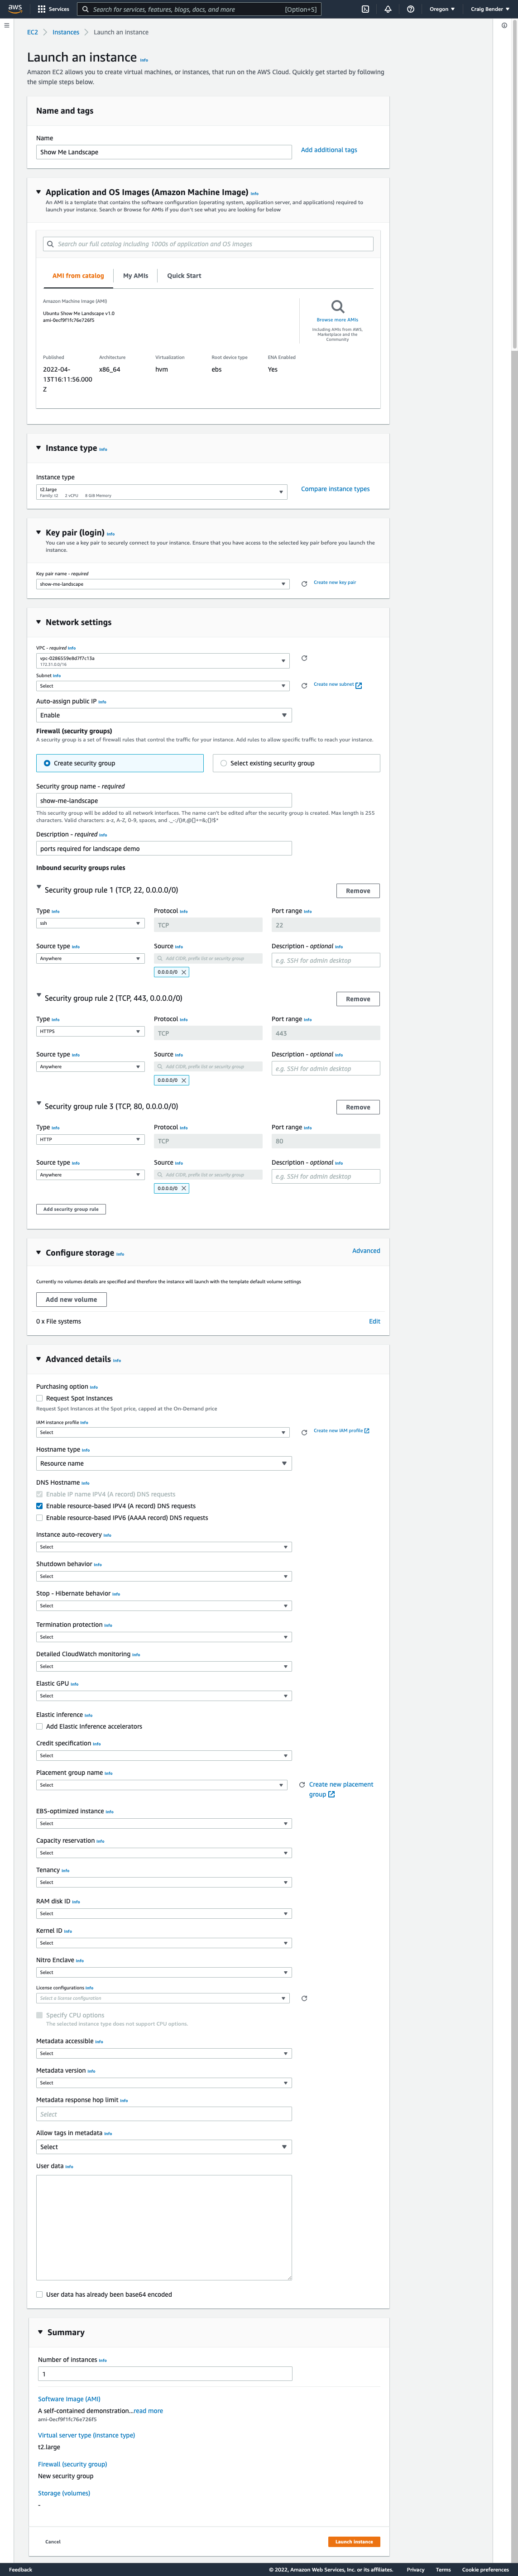 aws Services Search for services, features, blogs, docs, and more [Option+S] Oregon Craig Bender
EC2 Instances Launch an instance
Launch an instance Info
Amazon EC2 allows you to create virtual machines, or instances, that run on the AWS Cloud. Quickly get started by following
the simple steps below.
Name and tags
Name
Show Me Landscape Add additional tags
Application and OS Images (Amazon Machine Image) Info
An AMI is a template that contains the software configuration (operating system, application server, and applications) required to
launch your instance. Search or Browse for AMIs if you don't see what you are looking for below
Search our full catalog including 1000s of application and OS images
AMI from catalog My AMIs Quick Start
Amazon Machine Image (AMI)
Ubuntu Show Me Landscape v1.0
ami-0ecf9f1fc76e726f5
Browse more AMIs
Including AMIs from AWS,
Marketplace and the
Community
Published Architecture Virtualization Root device type ENA Enabled
2022-04- x86_64 hvm ebs Yes
13T16:11:56.000
Z
Instance type Info
Instance type
t2.large
Family: t2 2 vCPU 8 GiB Memory
Compare instance types
Key pair (login) Info
You can use a key pair to securely connect to your instance. Ensure that you have access to the selected key pair before you launch the
instance.
Key pair name - required
show-me-landscape Create new key pair
Network settings
VPC - required Info
vpc-0286559e8d7f7c13a
172.31.0.0/16
Subnet Info
Select Create new subnet
Auto-assign public IP Info
Enable
Firewall (security groups)
A security group is a set of firewall rules that control the traffic for your instance. Add rules to allow specific traffic to reach your instance.
Create security group Select existing security group
Security group name - required
show-me-landscape
This security group will be added to all network interfaces. The name can't be edited after the security group is created. Max length is 255
characters. Valid characters: a-z, A-Z, 0-9, spaces, and ._-:/()#,@[]+=&;{}!$*
Description - required Info
ports required for landscape demo
Inbound security groups rules
Security group rule 1 (TCP, 22, 0.0.0.0/0) Remove
Type Info Protocol Info Port range Info
ssh TCP 22
Source type Info Source Info Description - optional Info
Anywhere Add CIDR, prefix list or security group e.g. SSH for admin desktop
0.0.0.0/0
Security group rule 2 (TCP, 443, 0.0.0.0/0) Remove
Type Info Protocol Info Port range Info
HTTPS TCP 443
Source type Info Source Info Description - optional Info
Anywhere Add CIDR, prefix list or security group e.g. SSH for admin desktop
0.0.0.0/0
Security group rule 3 (TCP, 80, 0.0.0.0/0) Remove
Type Info Protocol Info Port range Info
HTTP TCP 80
Source type Info Source Info Description - optional Info
Anywhere Add CIDR, prefix list or security group e.g. SSH for admin desktop
0.0.0.0/0
Add security group rule
Configure storage Info Advanced
Currently no volumes details are specified and therefore the instance will launch with the template default volume settings
Add new volume
0 x File systems Edit
Advanced details Info
Purchasing option Info
Request Spot Instances
Request Spot Instances at the Spot price, capped at the On-Demand price
IAM instance profile Info
Select Create new IAM profile
Hostname type Info
Resource name
DNS Hostname Info
Enable IP name IPV4 (A record) DNS requests
Enable resource-based IPV4 (A record) DNS requests
Enable resource-based IPV6 (AAAA record) DNS requests
Instance auto-recovery Info
Select
Shutdown behavior Info
Select
Stop - Hibernate behavior Info
Select
Termination protection Info
Select
Detailed CloudWatch monitoring Info
Select
Elastic GPU Info
Select
Elastic inference Info
Add Elastic Inference accelerators
Credit specification Info
Select
Placement group name Info
Select Create new placement
group
EBS-optimized instance Info
Select
Capacity reservation Info
Select
Tenancy Info
Select
RAM disk ID Info
Select
Kernel ID Info
Select
Nitro Enclave Info
Select
License configurations Info
Select a license configuration
Specify CPU options
The selected instance type does not support CPU options
Metadata accessible Info
Select
Metadata version Info
Select
Metadata response hop limit Info
Select
Allow tags in metadata Info
Select
User data Info
User data has already been base64 encoded
Summary
Number of instances Info
1
Software Image (AMI)
A self-contained demonstration...read more
ami-0ecf9f1fc76e726f5
Virtual server type (instance type)
t2.large
Firewall (security group)
New security group
Storage (volumes)
-
Cancel Launch instance
Feedback © 2022, Amazon Web Services, Inc. or its affiliates. Privacy Terms Cookie preferences